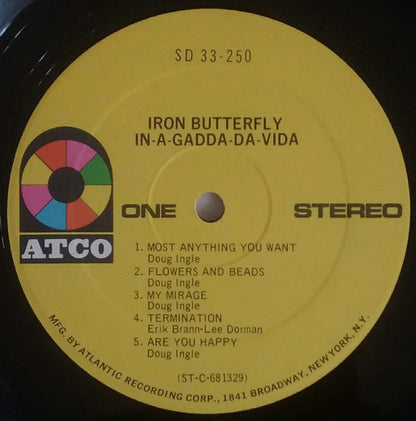 SD 33-250
IRON BUTTERFLY
IN-A-GADDA-DA-VIDA
ATCO
ONE
STEREO
1. MOST ANYTHING YOU WANT
Doug Ingle
2. FLOWERS AND BEADS
Doug Ingle
3. MY MIRAGE
Doug Ingle
4. TERMINATION
Erik Brann-Lee Dorman
5. ARE YOU HAPPY
Doug Ingle
(ST-C-681329)
MFG. BY ATLANTIC RECORDING CORP., 1841 BROADWAY, NEW YORK, N.Y.